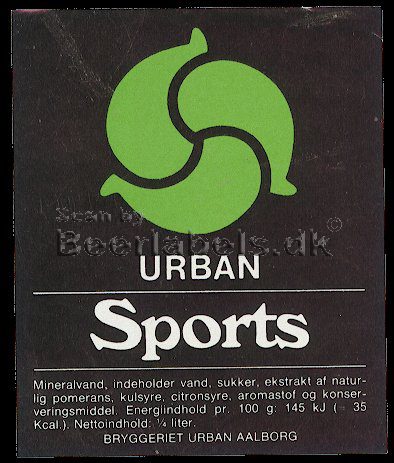 Scan by
Beerlabels.dk ©
URBAN
Sports
Mineralvand, indeholder vand, sukker, ekstrakt af natur-
lig pomerans, kulsyre, citronsyre, aromastof og konser-
veringsmiddel. Energiindhold pr. 100 g: 145 kJ (= 35
Kcal.). Nettoindhold: ¼ liter.
BRYGGERIET URBAN AALBORG